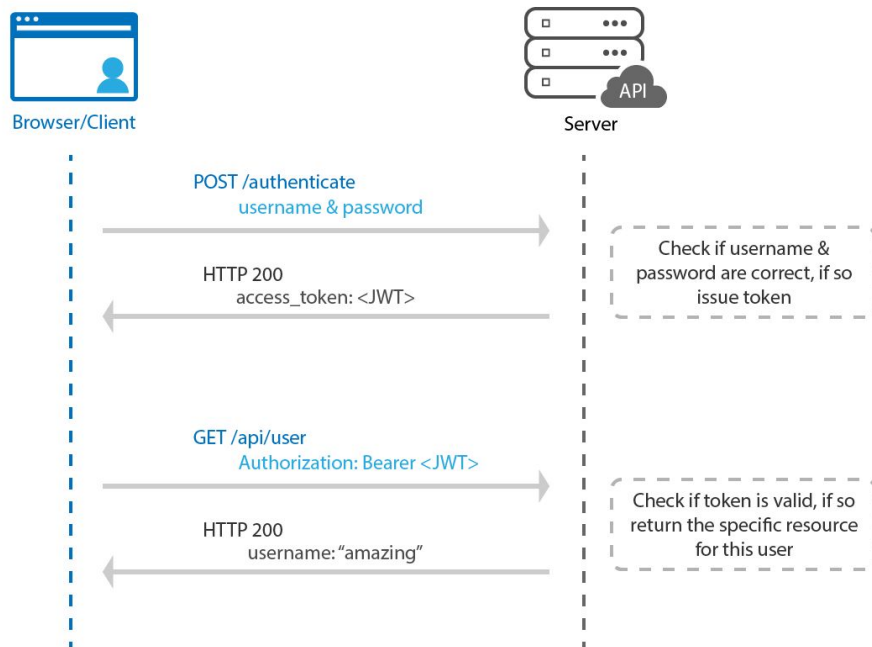 API
Browser/Client
Server
POST /authenticate
username & password
HTTP 200
access_token: <JWT>
Check if username &
password are correct, if so
issue token
GET /api/user
Authorization: Bearer <JWT>
HTTP 200
username: “amazing”
Check if token is valid, if so
return the specific resource
for this user